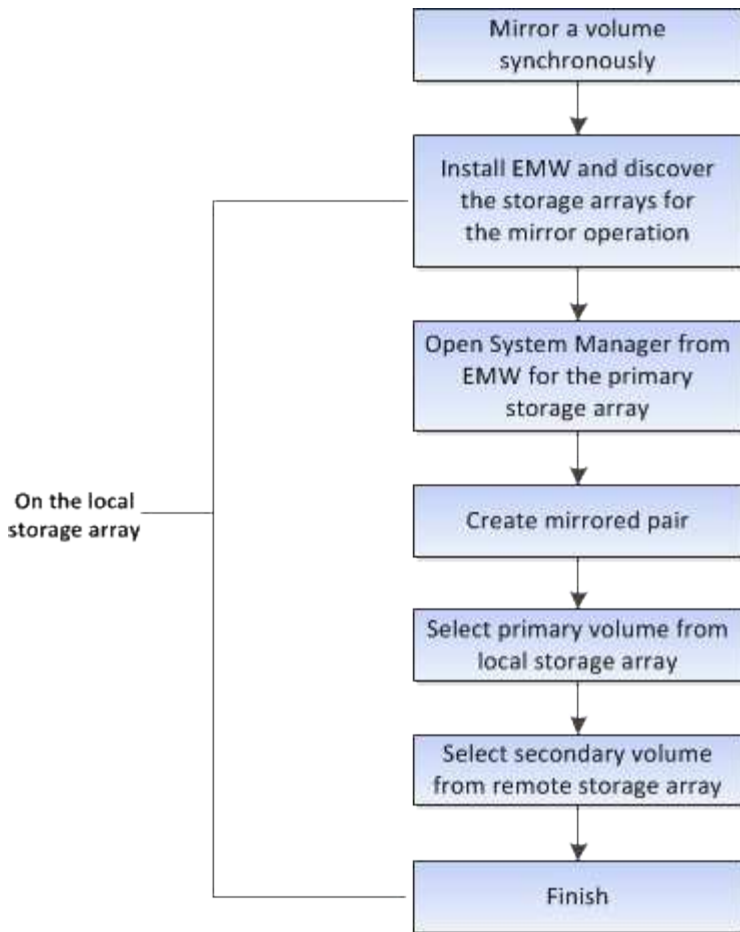 Mirror a volume
synchronously
Install EMW and discover
the storage arrays for
the mirror operation
Open System Manager from
EMW for the primary
storage array
On the local
storage array
Create mirrored pair
Select primary volume from
local storage array
Select secondary volume
from remote storage array
Finish